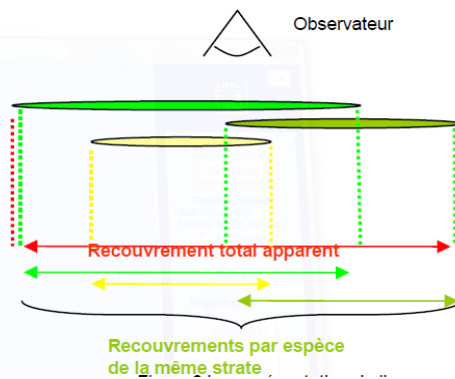 Observateur
Recouvrement total apparent
Recouvrements par espèce
de la même strate